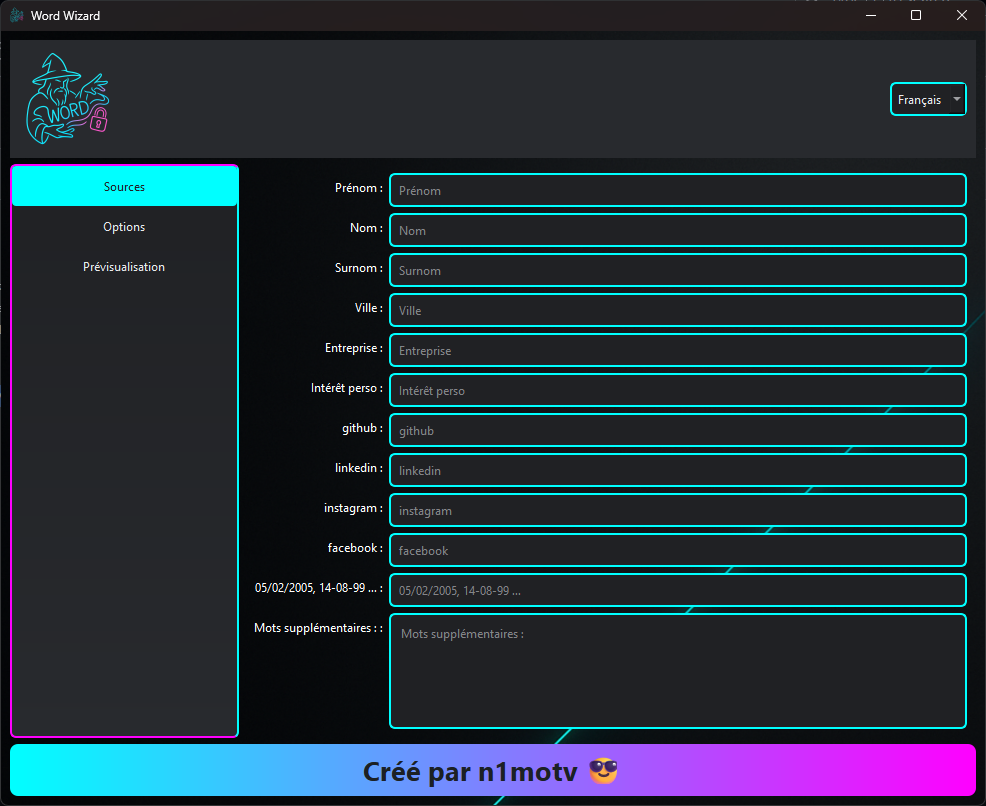 Word Wizard
WORD
Français
Sources
Options
Prévisualisation
Prénom : Prénom
Nom : Nom
Surnom : Surnom
Ville : Ville
Entreprise : Entreprise
Intérêt perso : Intérêt perso
github : github
linkedin : linkedin
instagram : instagram
facebook : facebook
05/02/2005, 14-08-99 ... : 05/02/2005, 14-08-99 ...
Mots supplémentaires : : Mots supplémentaires :
Créé par n1motv 😎